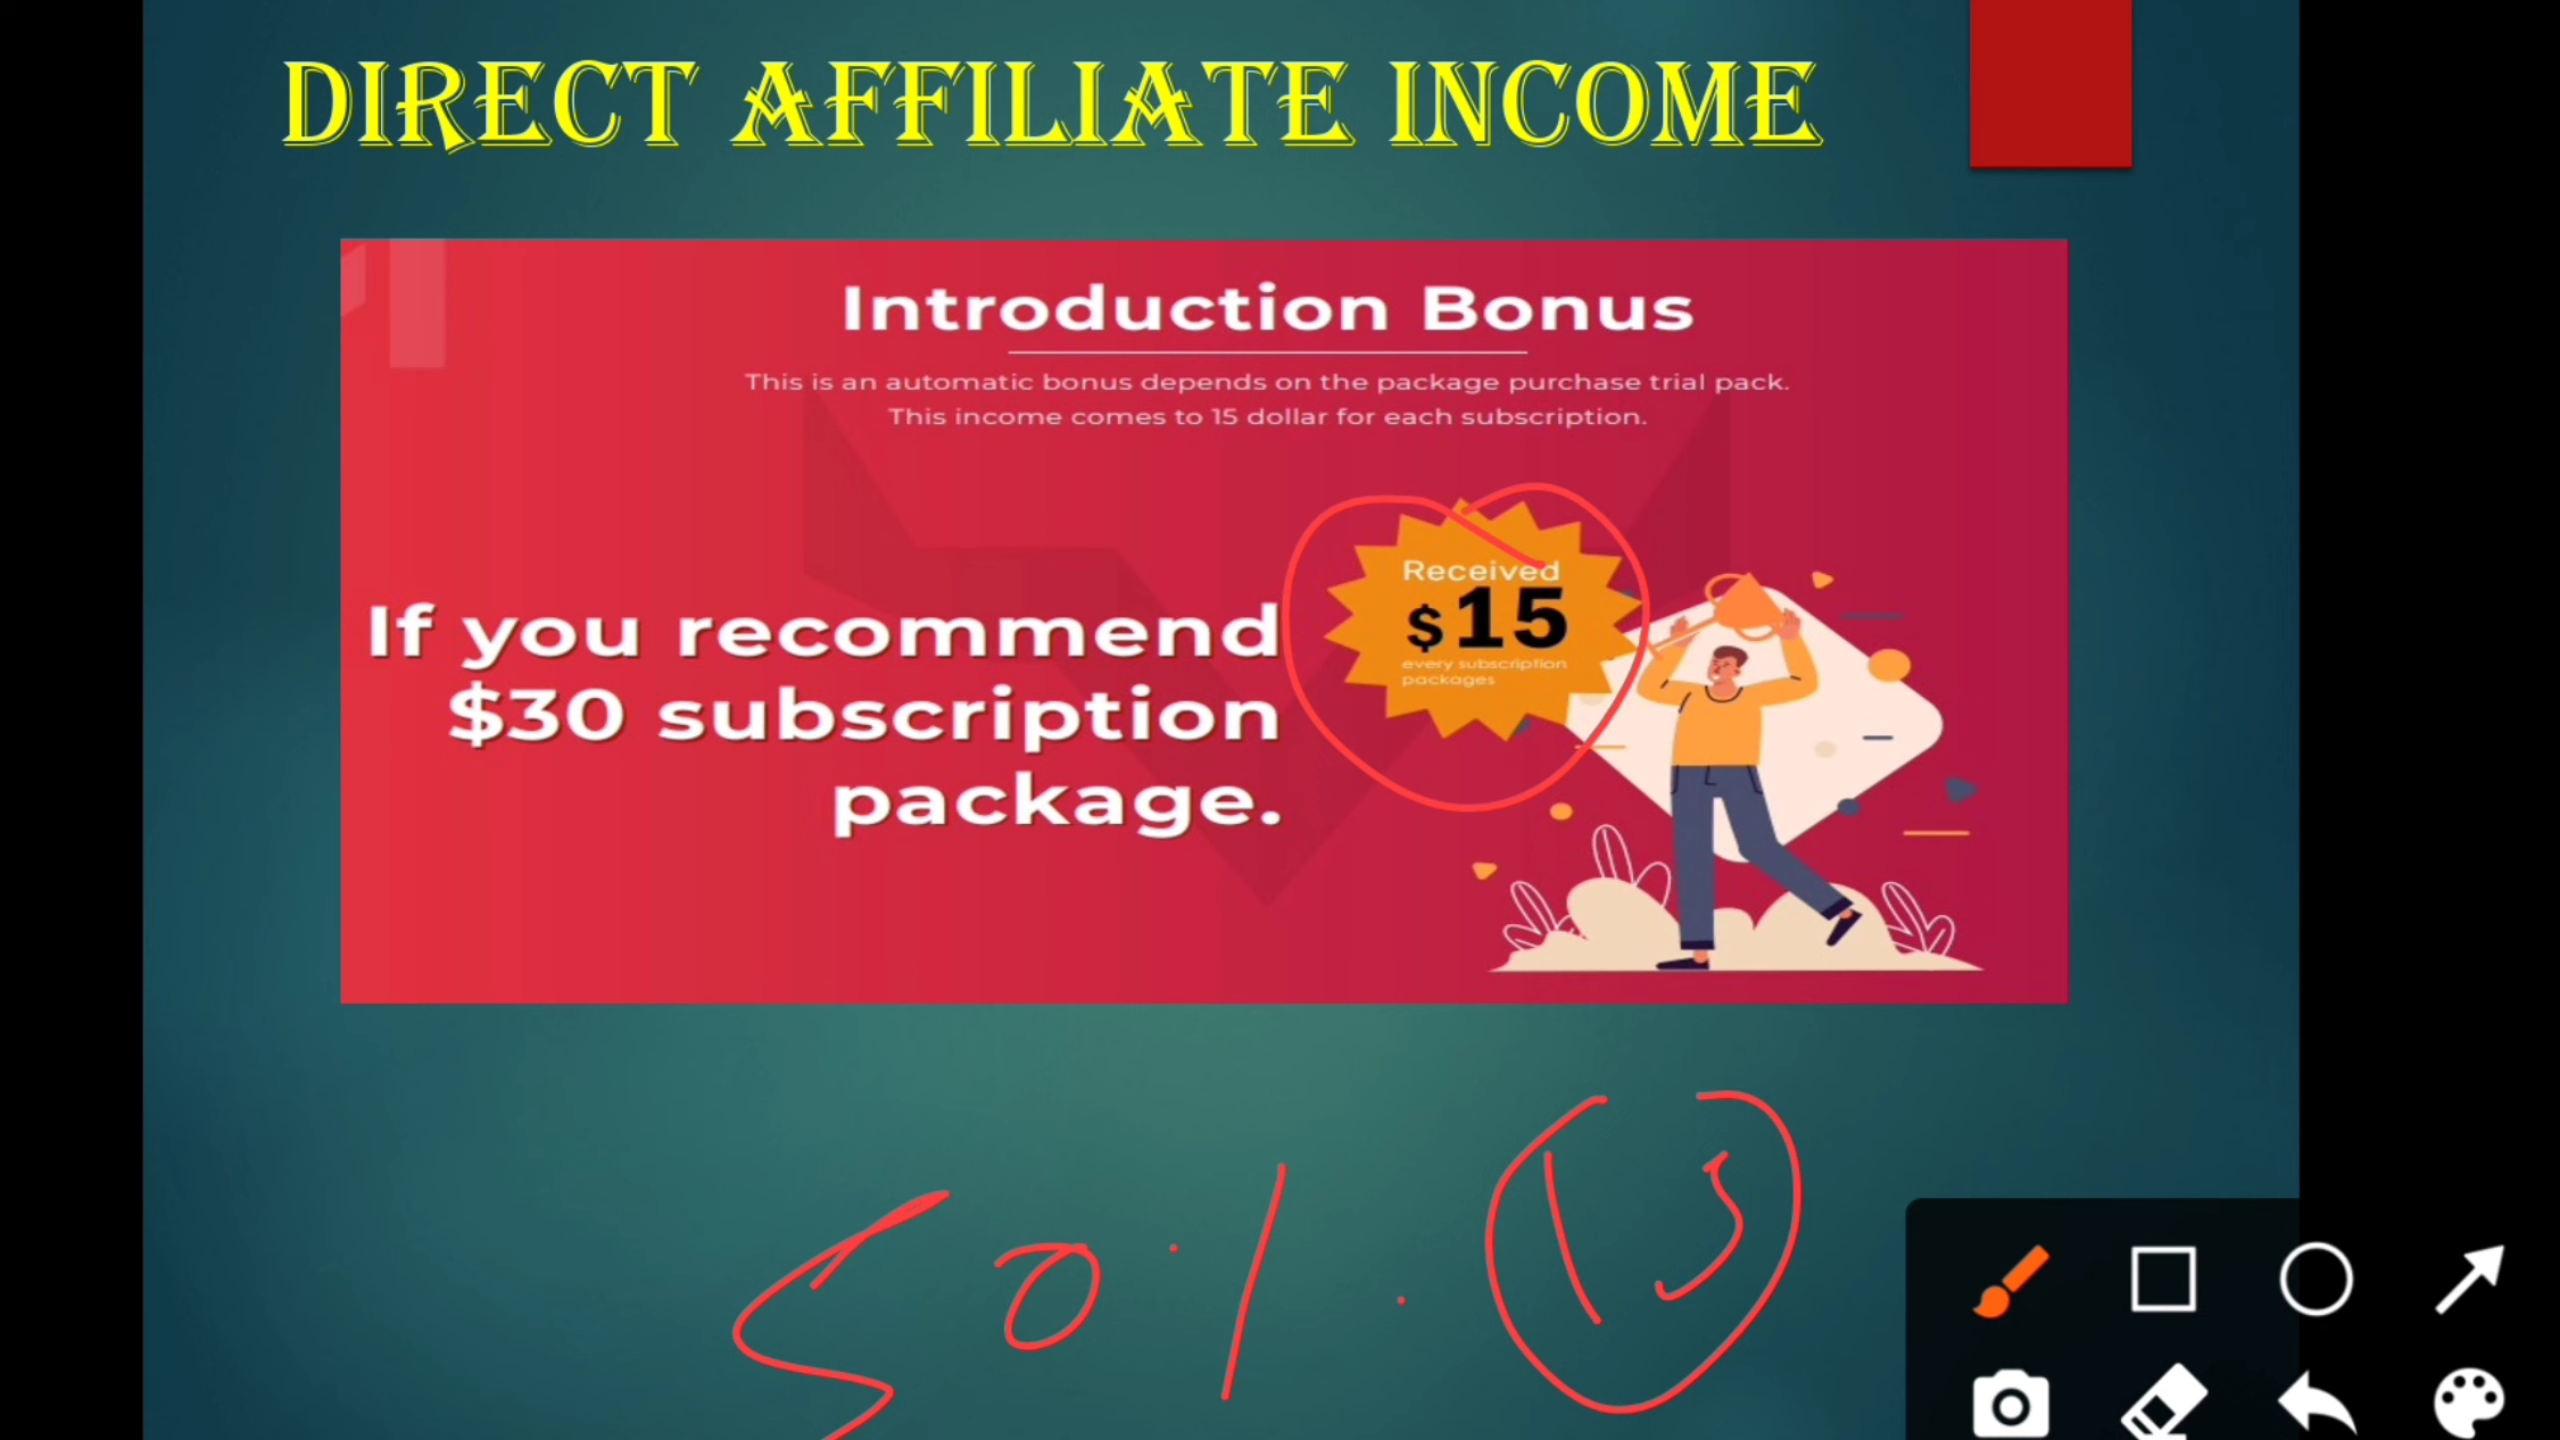 DIRECT AFFILIATE INCOME
Introduction Bonus
This is an automatic bonus depends on the package purchase trial pack.
This income comes to 15 dollar for each subscription.
If you recommend
$30 subscription
package.
Received
$15
every subscription
packages
50%. 15